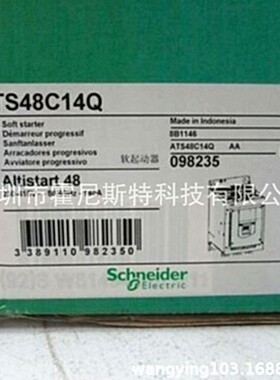 TS48C14Q
Soft starter
Démarreur progressif
Sanftanlasser
Arrancadores progresivos
Avviatore progressivo
软起动器
Made in Indonesia
8B1146
ATS48C14Q AA
098235
Altistart 48
圳市霍尼斯特科技有限公
3 389110 982350
Schneider
Electric
wangying103.1688.